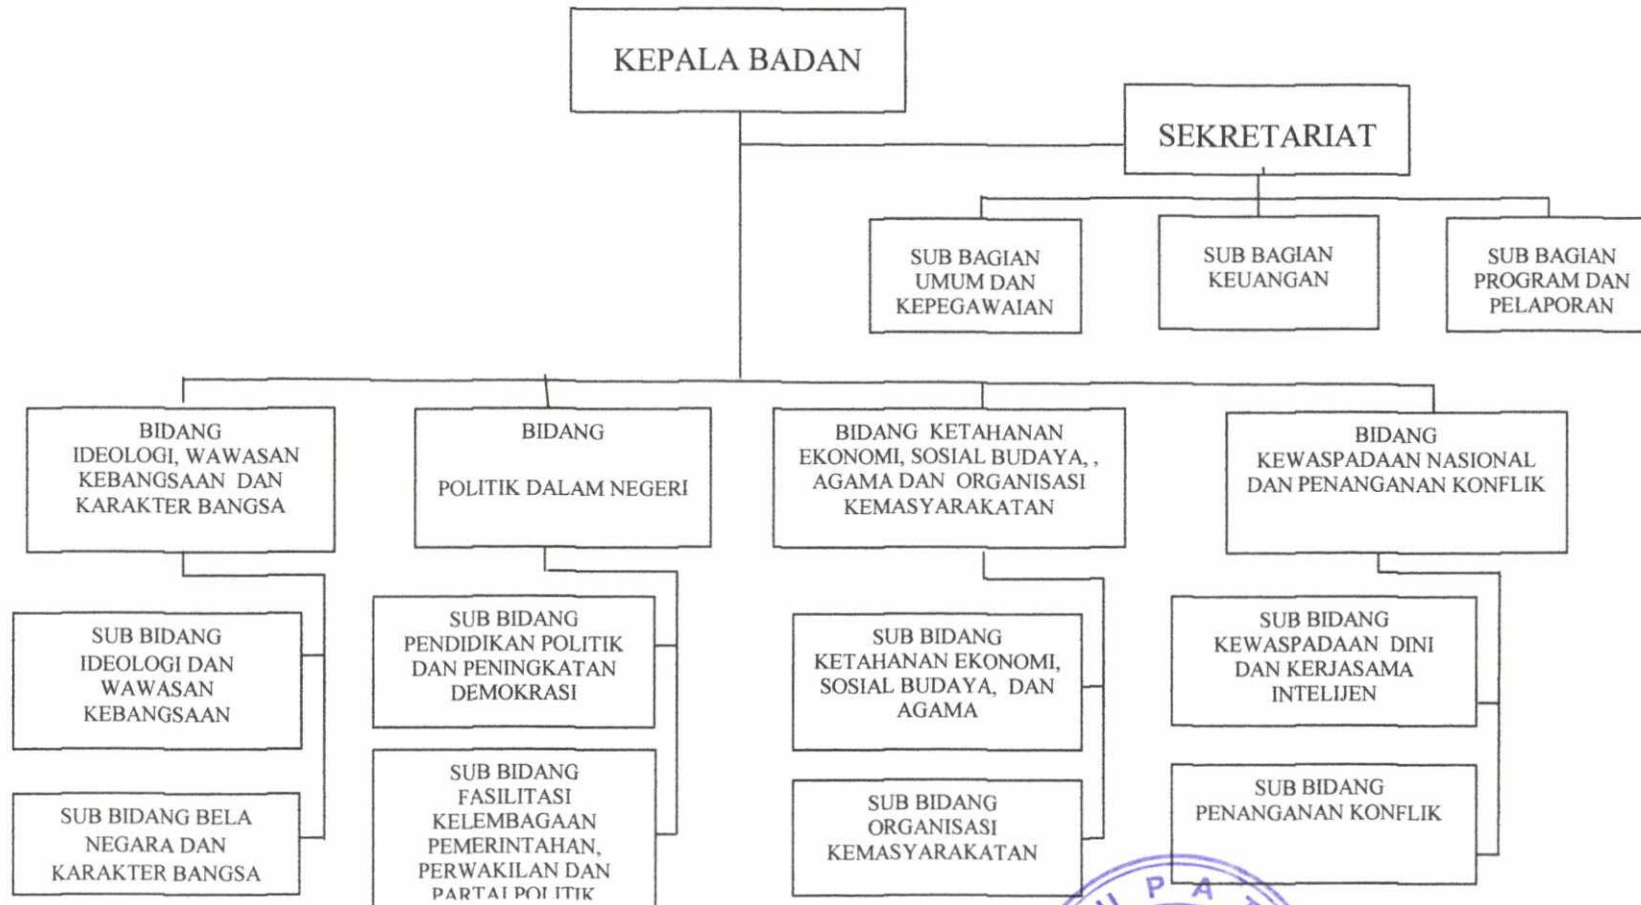 KEPALA BADAN
SEKRETARIAT
SUB BAGIAN
UMUM DAN
KEPEGAWAIAN
SUB BAGIAN
KEUANGAN
SUB BAGIAN
PROGRAM DAN
PELAPORAN
BIDANG
IDEOLOGI, WAWASAN
KEBANGSAAN DAN
KARAKTER BANGSA
BIDANG
POLITIK DALAM NEGERI
BIDANG KETAHANAN
EKONOMI, SOSIAL BUDAYA, ,
AGAMA DAN ORGANISASI
KEMASYARAKATAN
BIDANG
KEWASPADAAN NASIONAL
DAN PENANGANAN KONFLIK
SUB BIDANG
IDEOLOGI DAN
WAWASAN
KEBANGSAAN
SUB BIDANG BELA
NEGARA DAN
KARAKTER BANGSA
SUB BIDANG
PENDIDIKAN POLITIK
DAN PENINGKATAN
DEMOKRASI
SUB BIDANG
FASILITASI
KELEMBAGAAN
PEMERINTAHAN,
PERWAKILAN DAN
PARTAI POLITIK
SUB BIDANG
KETAHANAN EKONOMI,
SOSIAL BUDAYA, DAN
AGAMA
SUB BIDANG
ORGANISASI
KEMASYARAKATAN
SUB BIDANG
KEWASPADAAN DINI
DAN KERJASAMA
INTELIJEN
SUB BIDANG
PENANGANAN KONFLIK